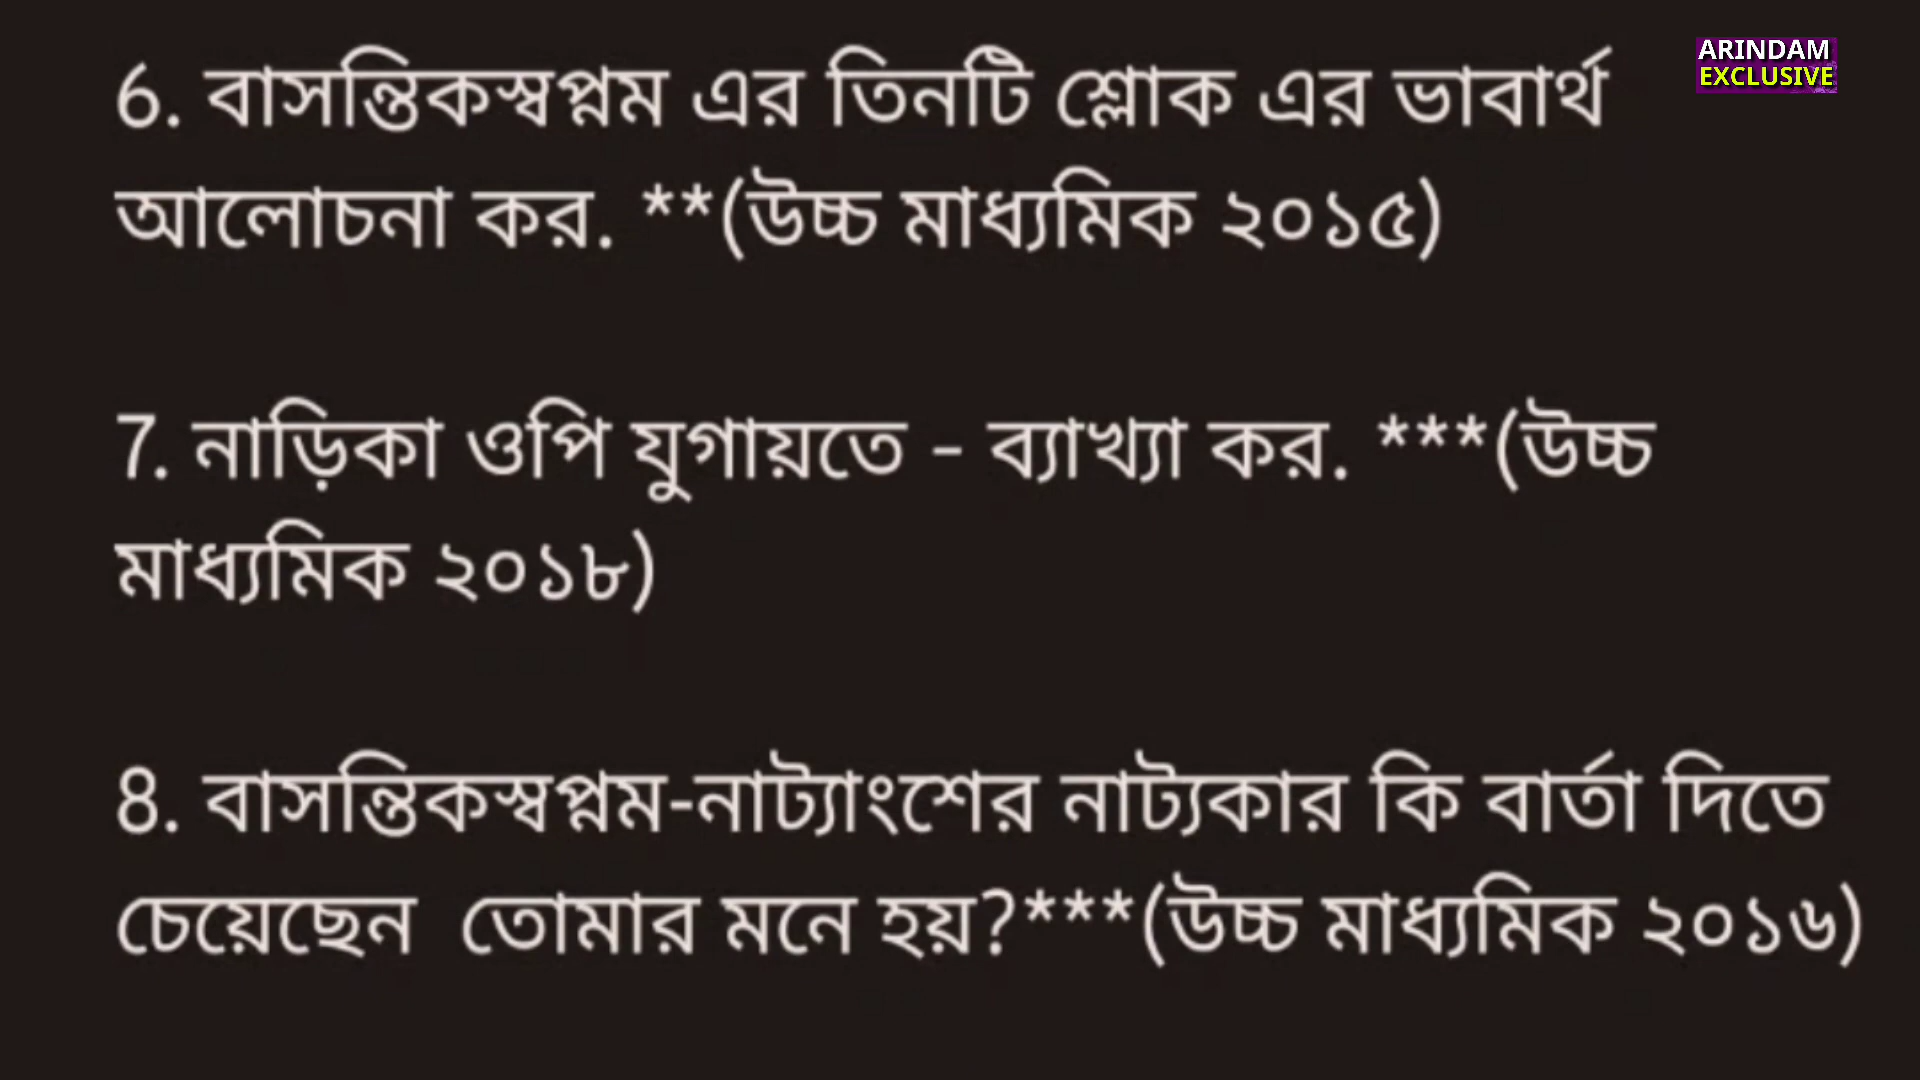 ARINDAM
EXCLUSIVE
6. বাসন্তিকস্বপ্নম এর তিনটি শ্লোক এর ভাবার্থ
আলোচনা কর. **(উচ্চ মাধ্যমিক ২০১৫)
7. নাড়িকা ওপি যুগায়তে - ব্যাখ্যা কর. ***(উচ্চ
মাধ্যমিক ২০১৮)
8. বাসন্তিকস্বপ্নম-নাট্যাংশের নাট্যকার কি বার্তা দিতে
চেয়েছেন তোমার মনে হয়?***(উচ্চ মাধ্যমিক ২০১৬)